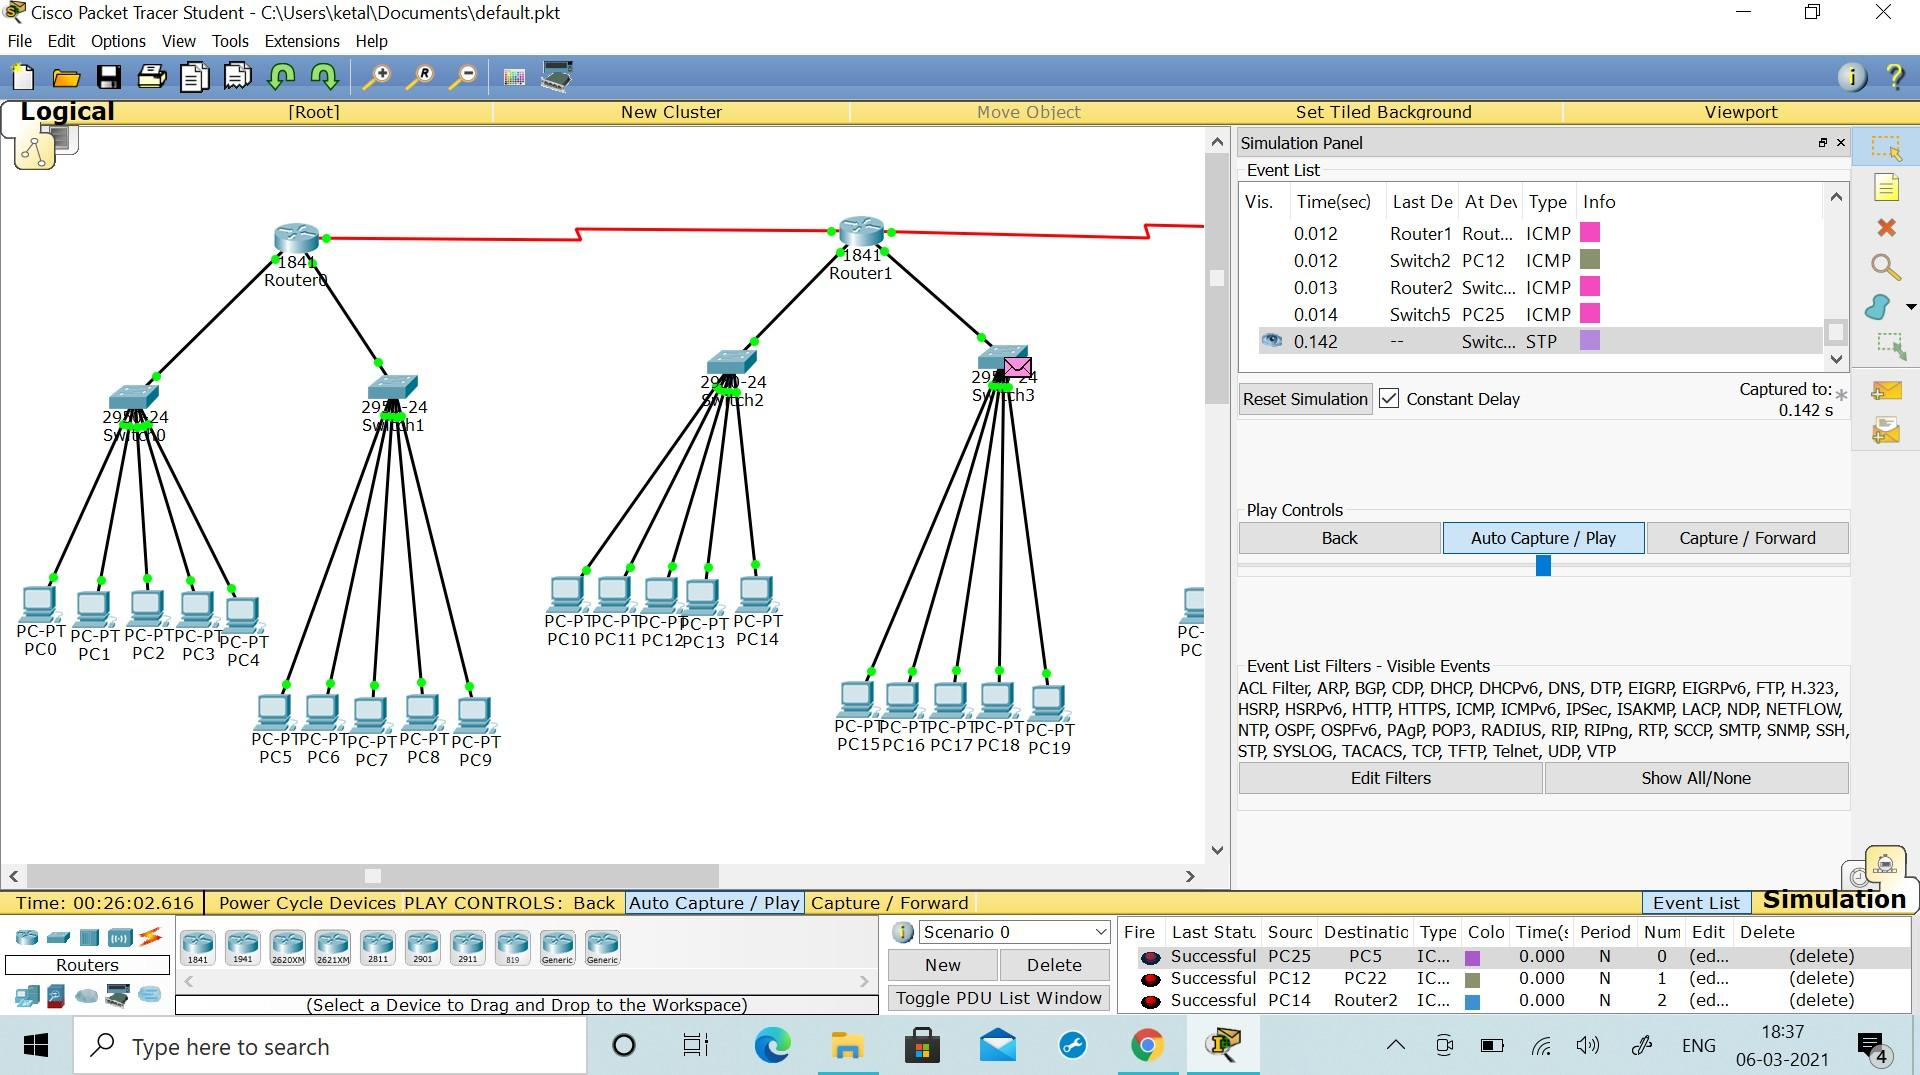 Cisco Packet Tracer Student - C:\Users\ketal\Documents\default.pkt
File Edit Options View Tools Extensions Help
Logical [Root] New Cluster Move Object Set Tiled Background Viewport
1841
Router0
1841
Router1
Switch0
Switch1
2950-24
Switch2
Switch3
PC-PT PC-PT PC-PT PC-PT PC-PT
PC0 PC1 PC2 PC3 PC4
PC-PT PC-PT PC-PT PC-PT PC-PT
PC5 PC6 PC7 PC8 PC9
PC-PT PC-PT PC-PT PC-PT PC-PT
PC10 PC11 PC12 PC13 PC14
PC-PT PC-PT PC-PT PC-PT PC-PT
PC15 PC16 PC17 PC18 PC19
PC-
PC
Simulation Panel
Event List
Vis. Time(sec) Last De At Dev Type Info
0.012 Router1 Rout... ICMP
0.012 Switch2 PC12 ICMP
0.013 Router2 Switc... ICMP
0.014 Switch5 PC25 ICMP
0.142 -- Switc... STP
Reset Simulation Constant Delay Captured to: *
0.142 s
Play Controls
Back Auto Capture / Play Capture / Forward
Event List Filters - Visible Events
ACL Filter, ARP, BGP, CDP, DHCP, DHCPv6, DNS, DTP, EIGRP, EIGRPv6, FTP, H.323,
HSRP, HSRPv6, HTTP, HTTPS, ICMP, ICMPv6, IPSec, ISAKMP, LACP, NDP, NETFLOW,
NTP, OSPF, OSPFv6, PAgP, POP3, RADIUS, RIP, RIPng, RTP, SCCP, SMTP, SNMP, SSH,
STP, SYSLOG, TACACS, TCP, TFTP, Telnet, UDP, VTP
Edit Filters Show All/None
Time: 00:26:02.616 Power Cycle Devices PLAY CONTROLS: Back Auto Capture / Play Capture / Forward Event List Simulation
Routers
1841 1941 2620XM 2621XM 2811 2901 2911 819 Generic Generic
(Select a Device to Drag and Drop to the Workspace)
Scenario 0
New Delete
Toggle PDU List Window
Fire Last Statu Sourc Destinatio Type Colo Time(s Period Num Edit Delete
Successful PC25 PC5 IC... 0.000 N 0 (ed... (delete)
Successful PC12 PC22 IC... 0.000 N 1 (ed... (delete)
Successful PC14 Router2 IC... 0.000 N 2 (ed... (delete)
Type here to search
ENG
18:37
06-03-2021
4